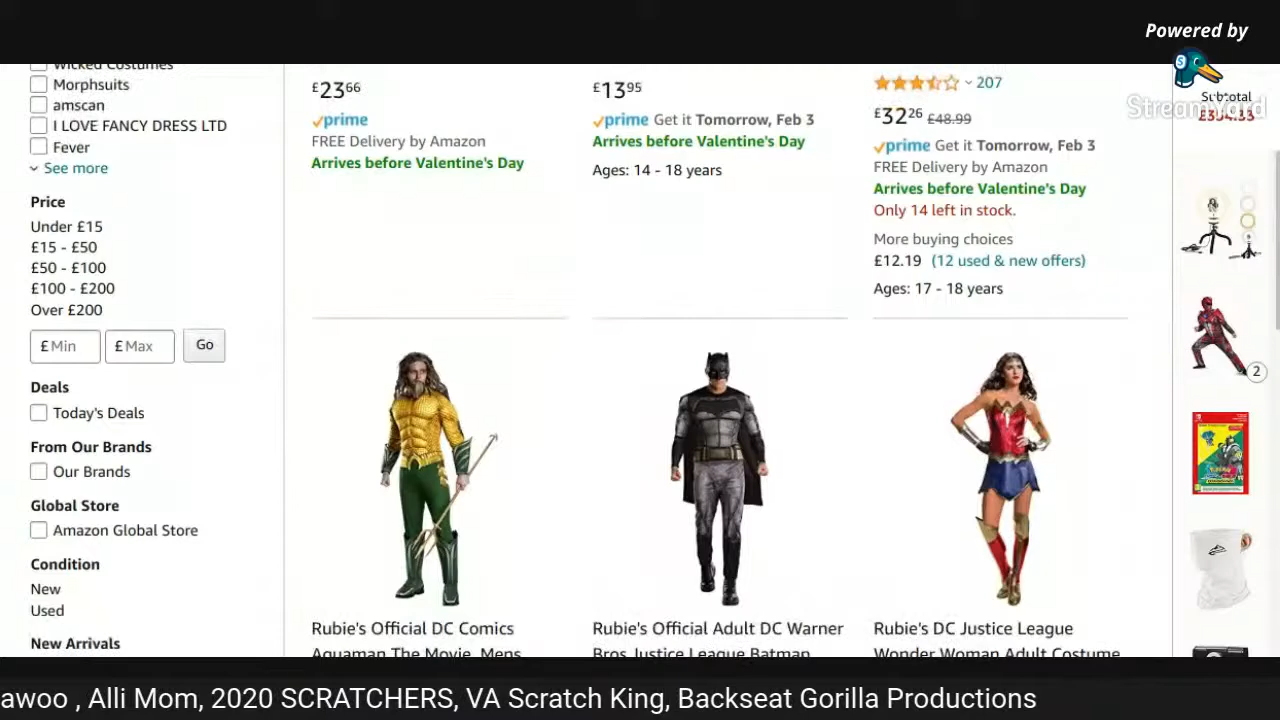 Powered by
StreamYard
Wicked Costumes
Morphsuits
amscan
I LOVE FANCY DRESS LTD
Fever
See more
Price
Under £15
£15 - £50
£50 - £100
£100 - £200
Over £200
£ Min £ Max Go
Deals
Today's Deals
From Our Brands
Our Brands
Global Store
Amazon Global Store
Condition
New
Used
New Arrivals
£23 66
prime
FREE Delivery by Amazon
Arrives before Valentine's Day
£13 95
prime Get it Tomorrow, Feb 3
Arrives before Valentine's Day
Ages: 14 - 18 years
207
£32 26 £48.99
prime Get it Tomorrow, Feb 3
FREE Delivery by Amazon
Arrives before Valentine's Day
Only 14 left in stock.
More buying choices
£12.19 (12 used & new offers)
Ages: 17 - 18 years
Rubie's Official DC Comics
Aquaman The Movie, Mens
Rubie's Official Adult DC Warner
Bros Justice League Batman
Rubie's DC Justice League
Wonder Woman Adult Costume
Subtotal
2
awoo , Alli Mom, 2020 SCRATCHERS, VA Scratch King, Backseat Gorilla Productions